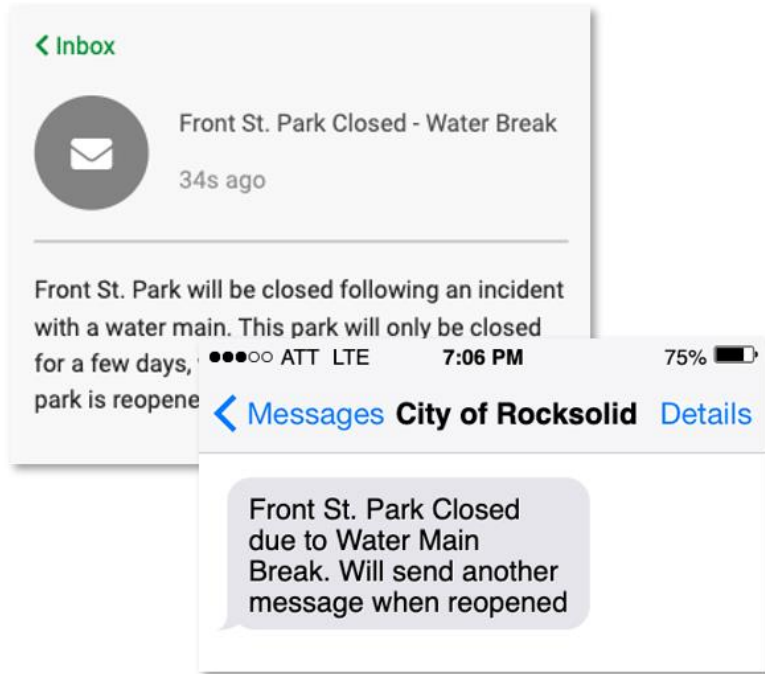 Inbox
Front St. Park Closed - Water Break
34s ago
Front St. Park will be closed following an incident
with a water main. This park will only be closed
for a few days,
park is
ATT LTE 7:06 PM 75%
Messages City of Rocksolid Details
Front St. Park Closed
due to Water Main
Break. Will send another
message when reopened